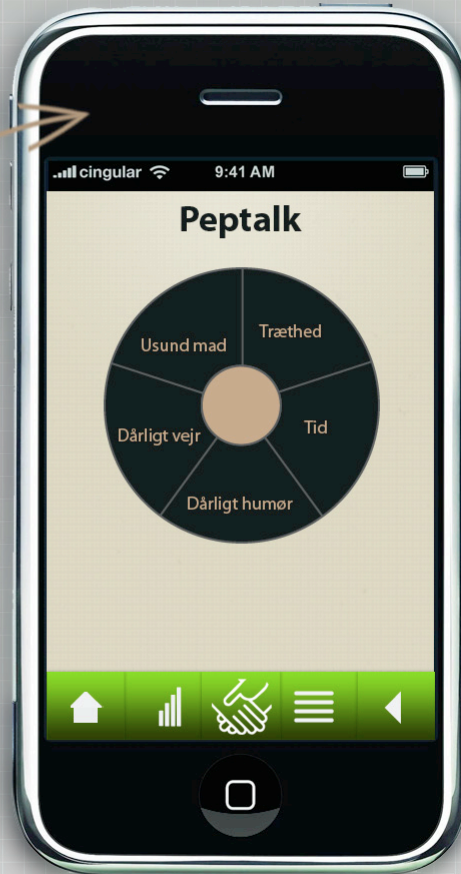 cingular 9:41 AM
Peptalk
Træthed
Usund mad
Tid
Dårligt vejr
Dårligt humør